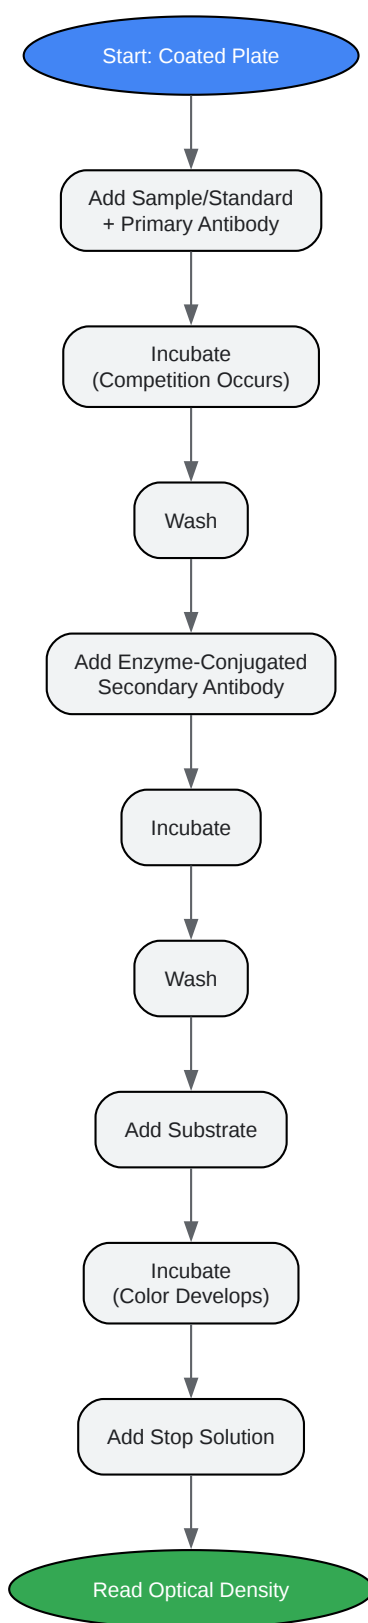 Start: Coated Plate
Add Sample/Standard
+ Primary Antibody
Incubate
(Competition Occurs)
Wash
Add Enzyme-Conjugated
Secondary Antibody
Incubate
Wash
Add Substrate
Incubate
(Color Develops)
Add Stop Solution
Read Optical Density